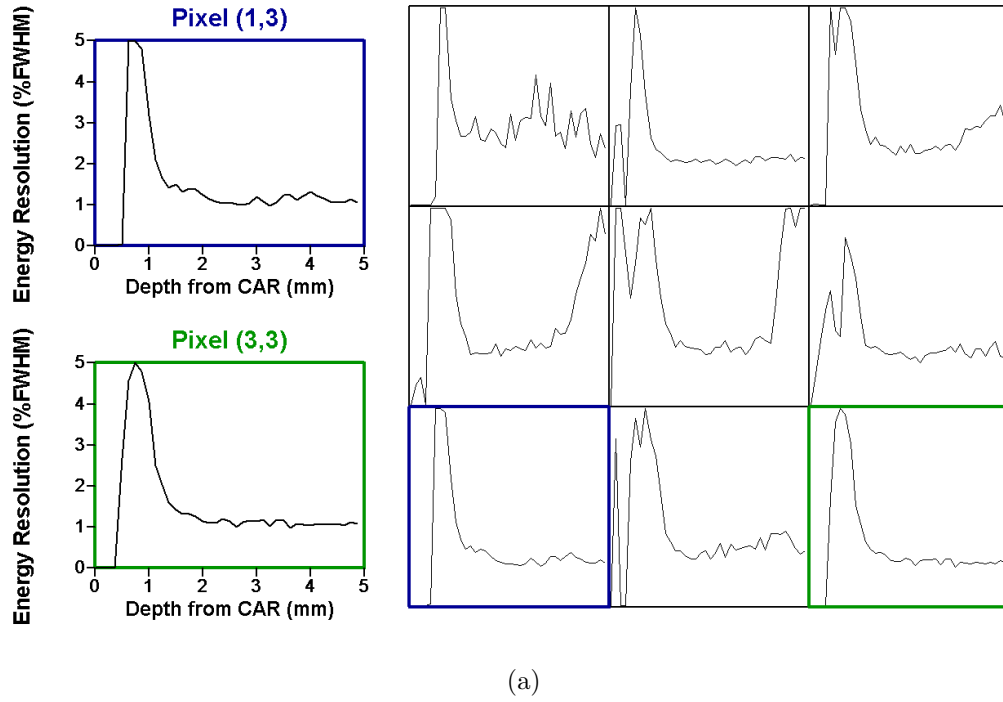 Pixel (1,3)
Energy Resolution (%FWHM)
5
4
3
2
1
0
0 1 2 3 4 5
Depth from CAR (mm)
Pixel (3,3)
Energy Resolution (%FWHM)
5
4
3
2
1
0
0 1 2 3 4 5
Depth from CAR (mm)
(a)